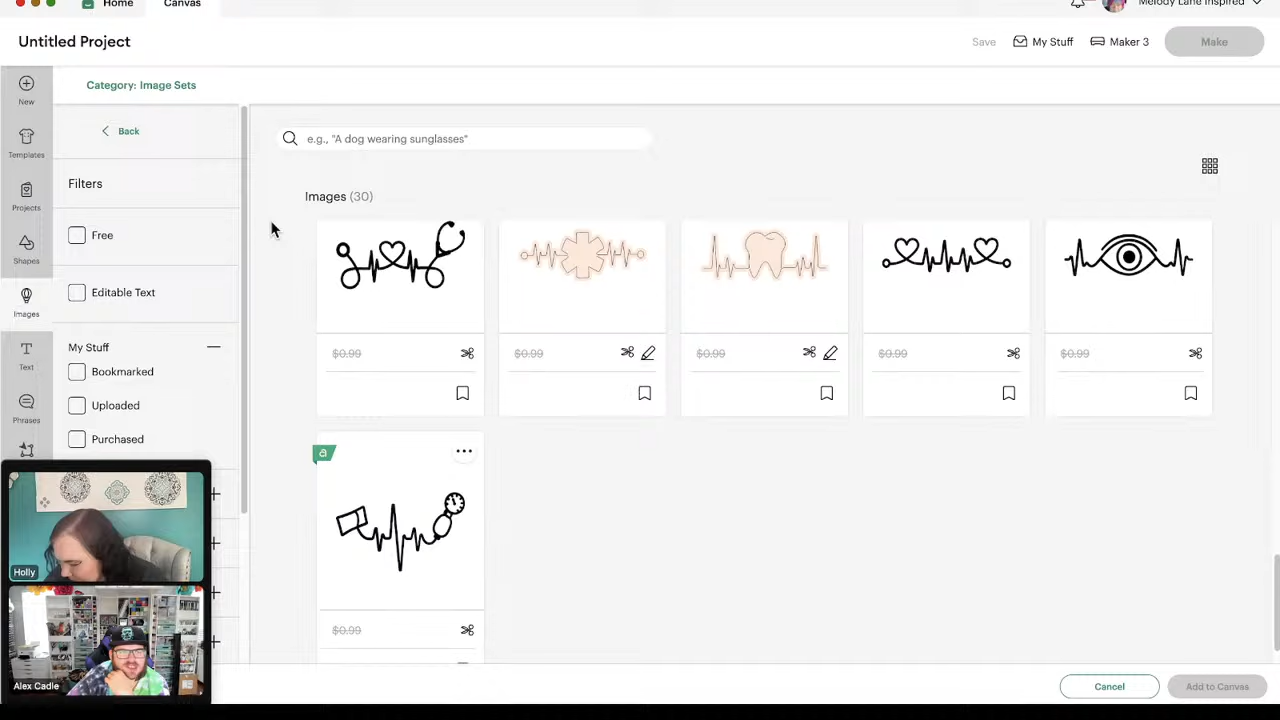 Home Canvas Melody Lane Inspired
Untitled Project Save My Stuff Maker 3 Make
Category: Image Sets
New
Templates
Projects
Shapes
Images
Text
Phrases
Back
Filters
Free
Editable Text
My Stuff
Bookmarked
Uploaded
Purchased
e.g., "A dog wearing sunglasses"
Images (30)
$0.99 $0.99 $0.99 $0.99 $0.99
a
$0.99
Holly
Alex Cadle
Cancel Add to Canvas